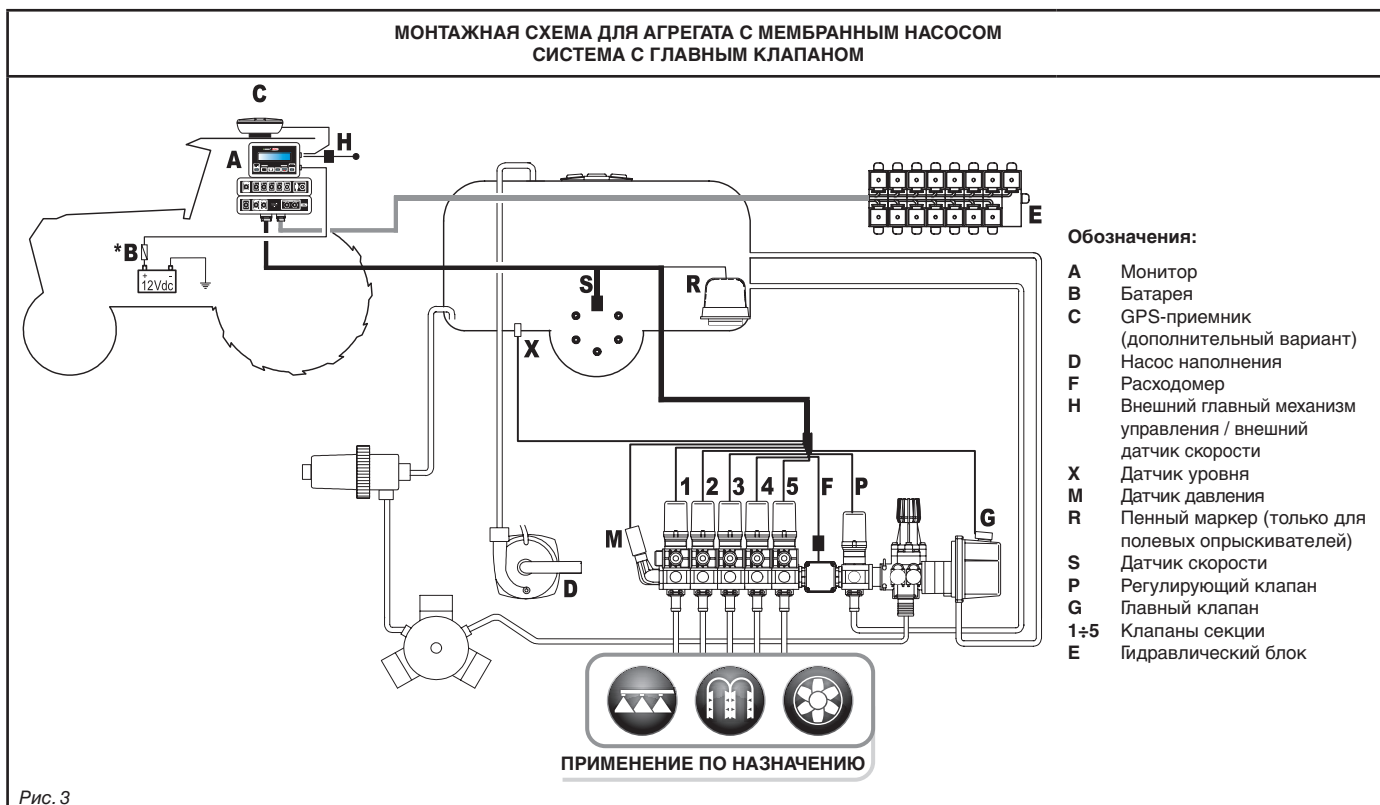 МОНТАЖНАЯ СХЕМА ДЛЯ АГРЕГАТА С МЕМБРАННЫМ НАСОСОМ
СИСТЕМА С ГЛАВНЫМ КЛАПАНОМ
C
H
A
E
*B
+ -
12Vdc
S
R
X
1 2 3 4 5 F P
M
G
D
ПРИМЕНЕНИЕ ПО НАЗНАЧЕНИЮ
Обозначения:
A Монитор
B Батарея
C GPS-приемник
(дополнительный вариант)
D Насос наполнения
F Расходомер
H Внешний главный механизм
управления / внешний
датчик скорости
X Датчик уровня
M Датчик давления
R Пенный маркер (только для
полевых опрыскивателей)
S Датчик скорости
P Регулирующий клапан
G Главный клапан
1÷5 Клапаны секции
E Гидравлический блок
Рис. 3